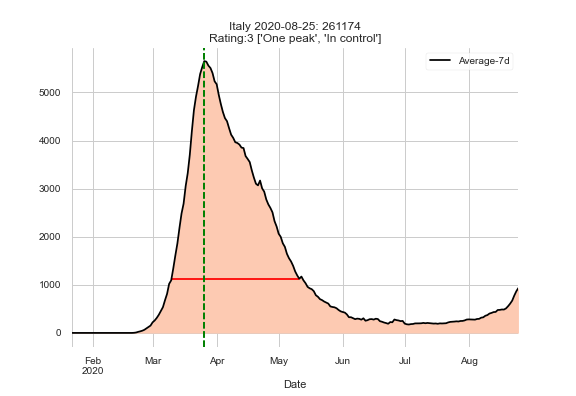 Italy 2020-08-25: 261174
Rating:3 ['One peak', 'In control']
Average-7d
5000
4000
3000
2000
1000
0
Feb Mar Apr May Jun Jul Aug
2020
Date